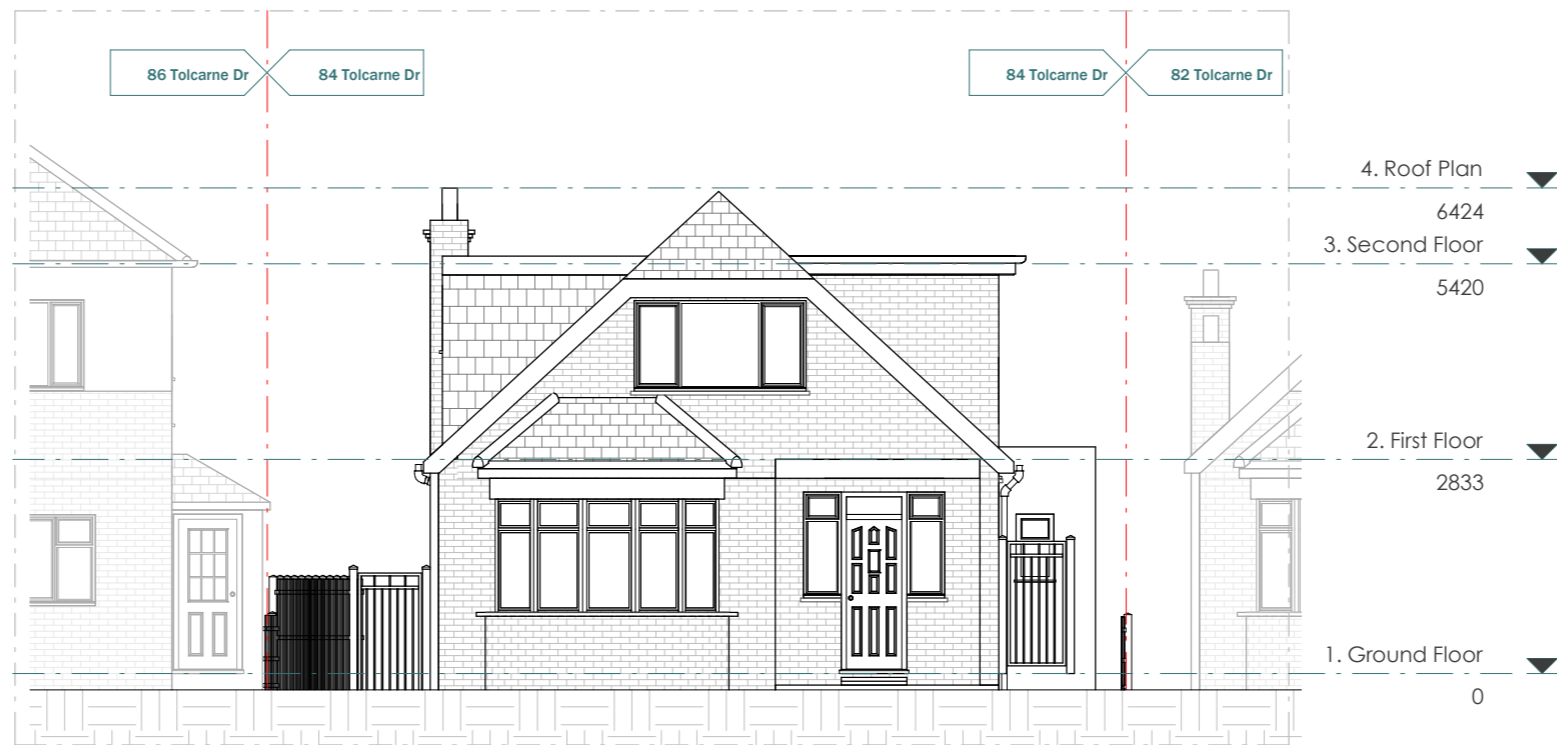 86 Tolcarne Dr
84 Tolcarne Dr
84 Tolcarne Dr
82 Tolcarne Dr
4. Roof Plan
6424
3. Second Floor
5420
2. First Floor
2833
1. Ground Floor
0